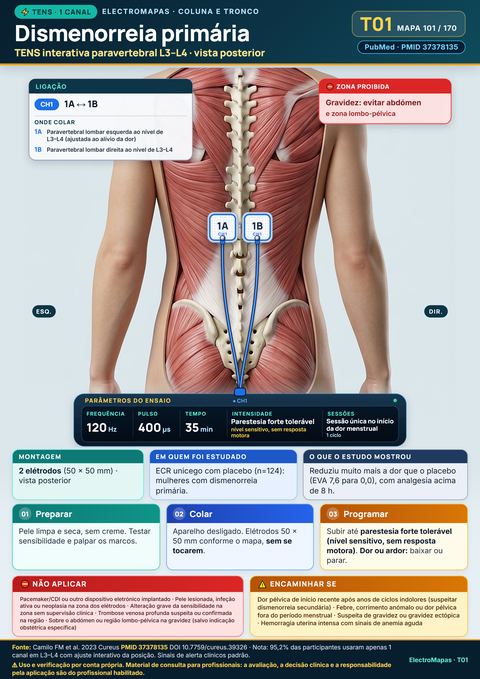 TENS · 1 CANAL
ELECTROMAPAS · COLUNA E TRONCO
Dismenorreia primária
TENS interativa paravertebral L3–L4 · vista posterior
T01 MAPA 101 / 170
PubMed · PMID 37378135
LIGAÇÃO
CH1 1A ↔ 1B
ONDE COLAR
1A Paravertebral lombar esquerda ao nível de
L3–L4 (ajustada ao alívio da dor)
1B Paravertebral lombar direita ao nível de L3–L4
ZONA PROIBIDA
Gravidez: evitar abdómen
e zona lombo-pélvica
1A
CH1
1B
CH1
ESQ.
DIR.
CH1
PARÂMETROS DO ENSAIO
FREQUÊNCIA
120 Hz
PULSO
400 µs
TEMPO
35 min
INTENSIDADE
Parestesia forte tolerável
nível sensitivo, sem resposta
motora
SESSÕES
Sessão única no início
da dor menstrual
1 ciclo
MONTAGEM
2 elétrodos (50 × 50 mm) ·
vista posterior
EM QUEM FOI ESTUDADO
ECR unicego com placebo (n=124):
mulheres com dismenorreia
primária.
O QUE O ESTUDO MOSTROU
Reduziu muito mais a dor que o placebo
(EVA 7,6 para 0,0), com analgesia acima
de 8 h.
01 Preparar
Pele limpa e seca, sem creme. Testar
sensibilidade e palpar os marcos.
02 Colar
Aparelho desligado. Elétrodos 50 ×
50 mm conforme o mapa, sem se
tocarem.
03 Programar
Subir até parestesia forte tolerável
(nível sensitivo, sem resposta
motora). Dor ou ardor: baixar ou
parar.
NÃO APLICAR
Pacemaker/CDI ou outro dispositivo eletrónico implantado · Pele lesionada, infeção
ativa ou neoplasia na zona dos elétrodos · Alteração grave da sensibilidade na
zona sem supervisão clínica · Trombose venosa profunda suspeita ou confirmada
na região · Sobre o abdómen ou região lombo-pélvica na gravidez (salvo indicação
obstétrica específica)
ENCAMINHAR SE
Dor pélvica de início recente após anos de ciclos indolores (suspeitar
dismenorreia secundária) · Febre, corrimento anómalo ou dor pélvica
fora do período menstrual · Suspeita de gravidez ou gravidez ectópica
· Hemorragia uterina intensa com sinais de anemia aguda
Fonte: Camilo FM et al. 2023 Cureus PMID 37378135 DOI 10.7759/cureus.39326 · Nota: 95,2% das participantes usaram apenas 1
canal em L3–L4 com ajuste interativo da posição. Sinais de alerta clínicos padrão.
Uso e verificação por conta própria. Material de consulta para profissionais: a avaliação, a decisão clínica e a responsabilidade
pela aplicação são do profissional habilitado.
ElectroMapas · T01